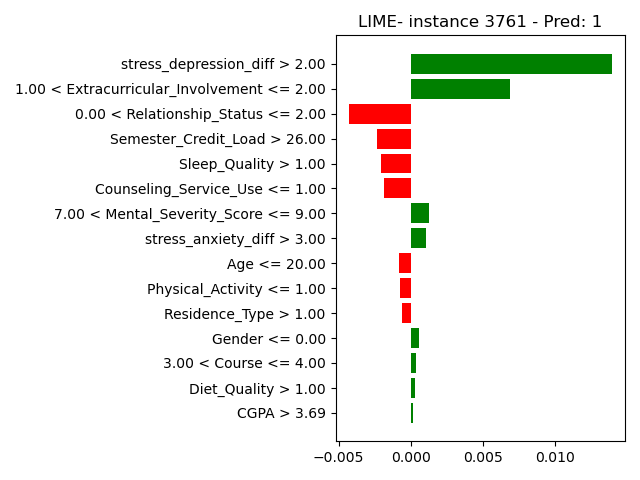 LIME- instance 3761 - Pred: 1
stress_depression_diff > 2.00
1.00 < Extracurricular_Involvement <= 2.00
0.00 < Relationship_Status <= 2.00
Semester_Credit_Load > 26.00
Sleep_Quality > 1.00
Counseling_Service_Use <= 1.00
7.00 < Mental_Severity_Score <= 9.00
stress_anxiety_diff > 3.00
Age <= 20.00
Physical_Activity <= 1.00
Residence_Type > 1.00
Gender <= 0.00
3.00 < Course <= 4.00
Diet_Quality > 1.00
CGPA > 3.69
−0.005 0.000 0.005 0.010